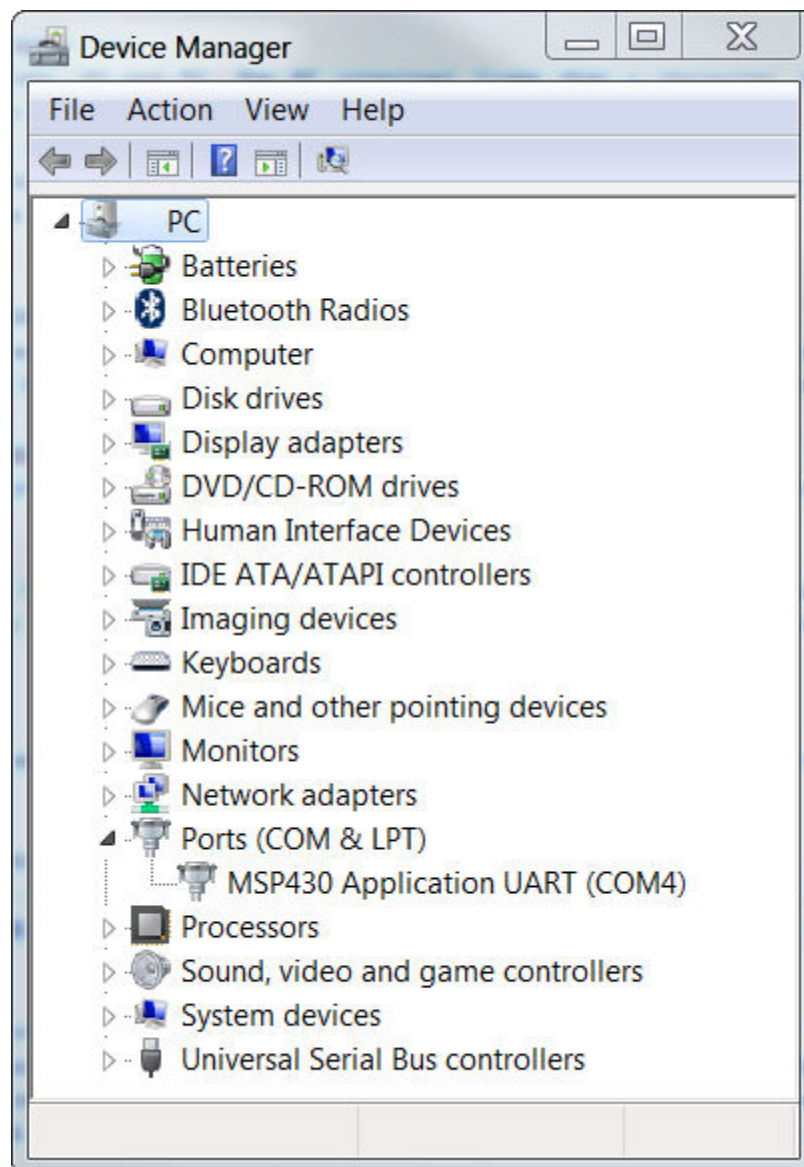 Device Manager
File Action View Help
PC
Batteries
Bluetooth Radios
Computer
Disk drives
Display adapters
DVD/CD-ROM drives
Human Interface Devices
IDE ATA/ATAPI controllers
Imaging devices
Keyboards
Mice and other pointing devices
Monitors
Network adapters
Ports (COM & LPT)
MSP430 Application UART (COM4)
Processors
Sound, video and game controllers
System devices
Universal Serial Bus controllers